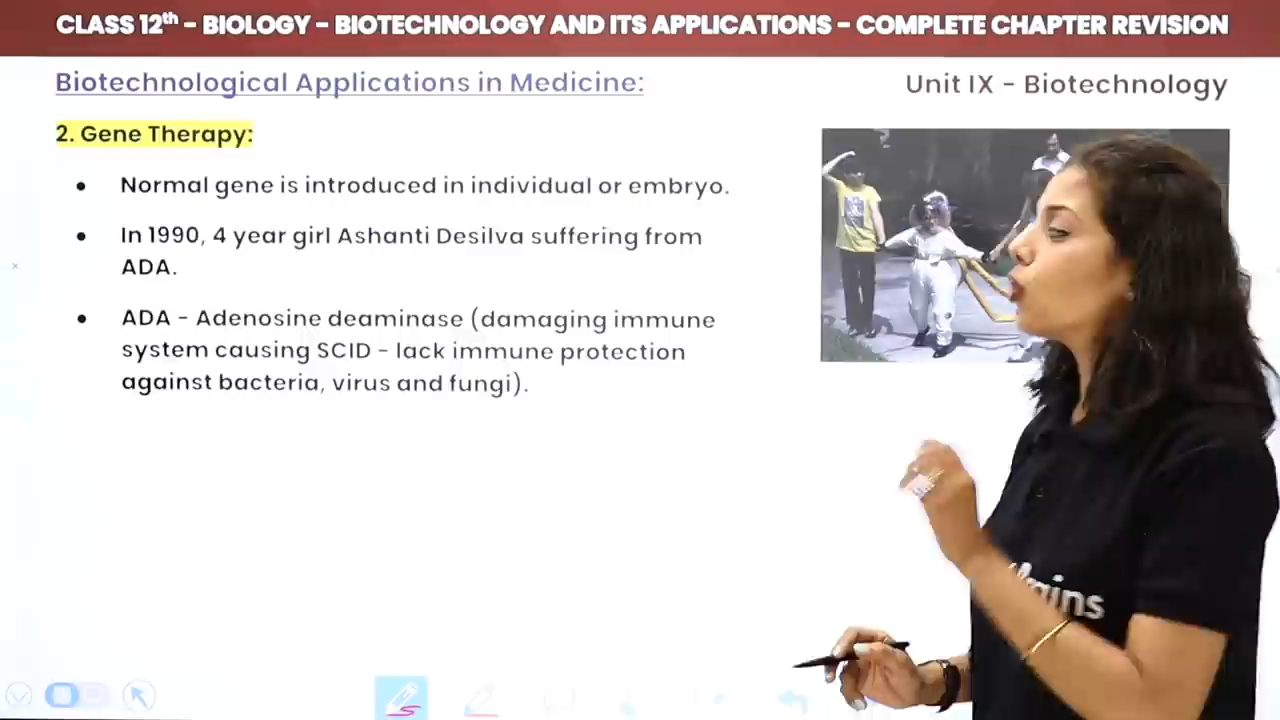 CLASS 12th – BIOLOGY – BIOTECHNOLOGY AND ITS APPLICATIONS – COMPLETE CHAPTER REVISION
Biotechnological Applications in Medicine:
Unit IX – Biotechnology
2. Gene Therapy:
• Normal gene is introduced in individual or embryo.
• In 1990, 4 year girl Ashanti Desilva suffering from
ADA.
• ADA – Adenosine deaminase (damaging immune
system causing SCID – lack immune protection
against bacteria, virus and fungi).